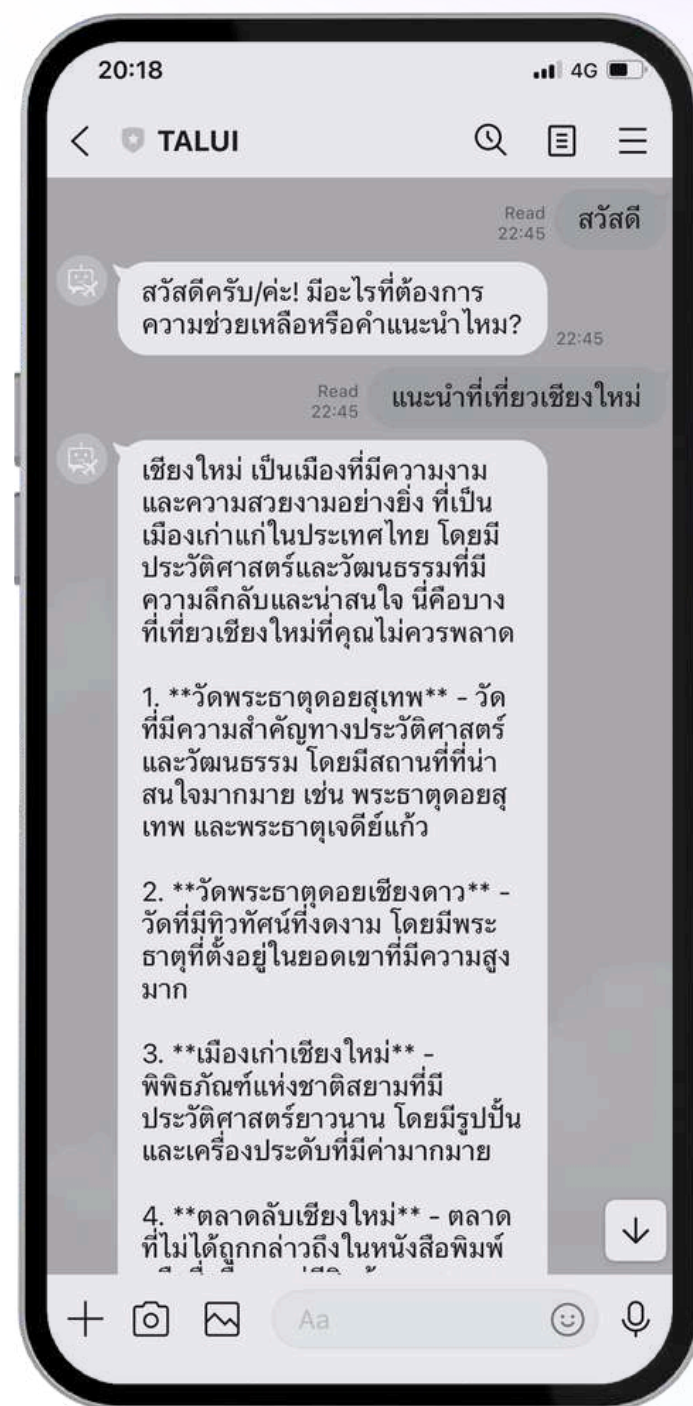 20:18
4G
TALUI
Read
22:45
สวัสดี
สวัสดีครับ/ค่ะ! มีอะไรที่ต้องการ
ความช่วยเหลือหรือคำแนะนำไหม?
22:45
Read
22:45
แนะนำที่เที่ยวเชียงใหม่
เชียงใหม่ เป็นเมืองที่มีความงาม
และความสวยงามอย่างยิ่ง ที่เป็น
เมืองเก่าแก่ในประเทศไทย โดยมี
ประวัติศาสตร์และวัฒนธรรมที่มี
ความลึกลับและน่าสนใจ นี่คือบาง
ที่เที่ยวเชียงใหม่ที่คุณไม่ควรพลาด
1. **วัดพระธาตุดอยสุเทพ** - วัด
ที่มีความสำคัญทางประวัติศาสตร์
และวัฒนธรรม โดยมีสถานที่ที่น่า
สนใจมากมาย เช่น พระธาตุดอยสุ
เทพ และพระธาตุเจดีย์แก้ว
2. **วัดพระธาตุดอยเชียงดาว** -
วัดที่มีทิวทัศน์ที่งดงาม โดยมีพระ
ธาตุที่ตั้งอยู่ในยอดเขาที่มีความสูง
มาก
3. **เมืองเก่าเชียงใหม่** -
พิพิธภัณฑ์แห่งชาติสยามที่มี
ประวัติศาสตร์ยาวนาน โดยมีรูปปั้น
และเครื่องประดับที่มีค่ามากมาย
4. **ตลาดลับเชียงใหม่** - ตลาด
ที่ไม่ได้ถูกกล่าวถึงในหนังสือพิมพ์
Aa